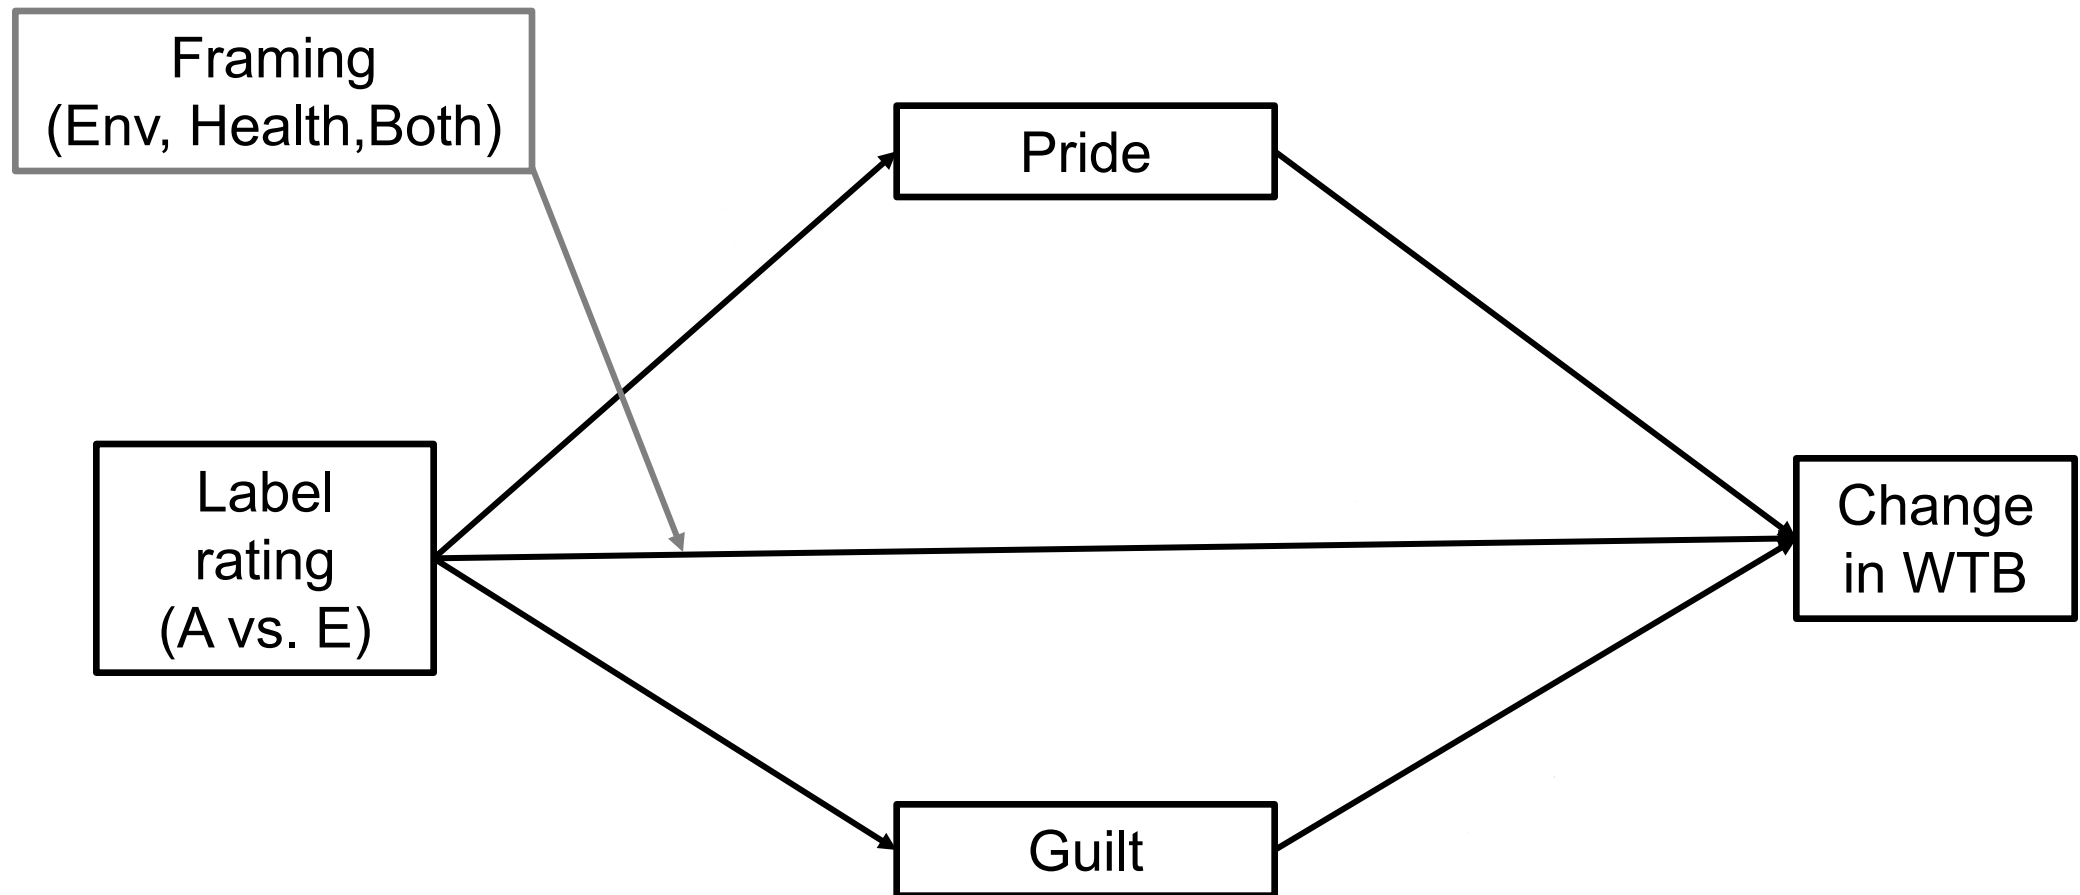 Framing
(Env, Health,Both)
Pride
Label
rating
(A vs. E)
Change
in WTB
Guilt